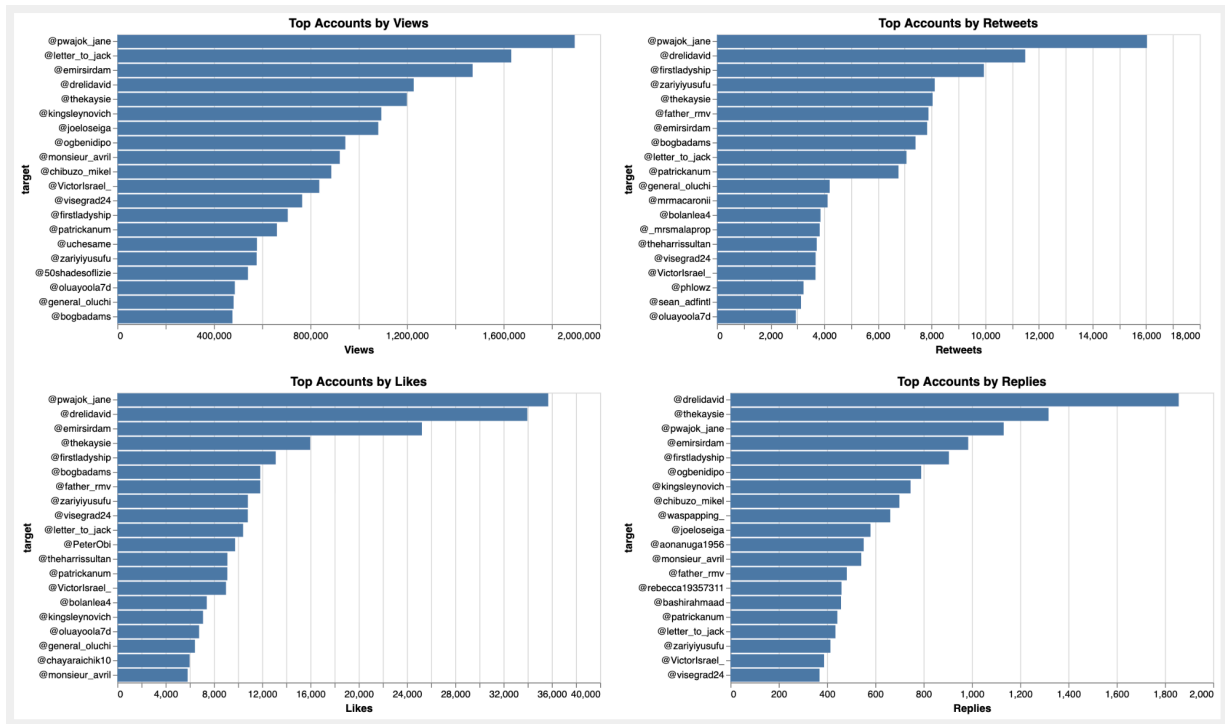 Top Accounts by Views
@pwajok_jane
@letter_to_jack
@emirsirdam
@drelidavid
@thekaysie
@kingsleynovich
@joeloseiga
@ogbenidipo
@monsieur_avril
@chibuzo_mikel
@VictorIsrael_
@visegrad24
@firstladyship
@patrickanum
@uchesame
@zariyiyusufu
@50shadesoflizie
@oluayoola7d
@general_oluchi
@bogbadams
target
400,000 800,000 1,200,000 1,600,000 2,000,000
Views
Top Accounts by Retweets
@pwajok_jane
@drelidavid
@firstladyship
@zariyiyusufu
@thekaysie
@father_rmv
@emirsirdam
@bogbadams
@letter_to_jack
@patrickanum
@general_oluchi
@mrmacaronii
@bolanlea4
@_mrsmalaprop
@theharrissultan
@visegrad24
@VictorIsrael_
@phlowz
@sean_adfintl
@oluayoola7d
target
0 2,000 4,000 6,000 8,000 10,000 12,000 14,000 16,000 18,000
Retweets
Top Accounts by Likes
@pwajok_jane
@drelidavid
@emirsirdam
@thekaysie
@firstladyship
@bogbadams
@father_rmv
@zariyiyusufu
@visegrad24
@letter_to_jack
@PeterObi
@theharrissultan
@patrickanum
@VictorIsrael_
@bolanlea4
@kingsleynovich
@oluayoola7d
@general_oluchi
@chayaraichik10
@monsieur_avril
target
0 4,000 8,000 12,000 16,000 20,000 24,000 28,000 32,000 36,000 40,000
Likes
Top Accounts by Replies
@drelidavid
@thekaysie
@pwajok_jane
@emirsirdam
@firstladyship
@ogbenidipo
@kingsleynovich
@chibuzo_mikel
@waspapping_
@joeloseiga
@aonanuga1956
@monsieur_avril
@father_rmv
@rebecca19357311
@bashirahmaad
@patrickanum
@letter_to_jack
@zariyiyusufu
@VictorIsrael_
@visegrad24
target
0 200 400 600 800 1,000 1,200 1,400 1,600 1,800 2,000
Replies